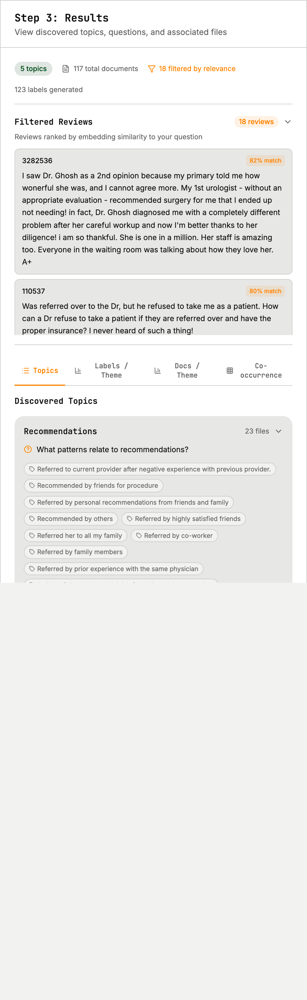 Step 3: Results
View discovered topics, questions, and associated files
5 topics
117 total documents
18 filtered by relevance
123 labels generated
Filtered Reviews
18 reviews
Reviews ranked by embedding similarity to your question
3282536
82% match
I saw Dr. Ghosh as a 2nd opinion because my primary told me how
wonerful she was, and I cannot agree more. My 1st urologist - without an
appropriate evaluation - recommended surgery for me that I ended up
not needing! in fact, Dr. Ghosh diagnosed me with a completely different
problem after her careful workup and now I'm better thanks to her
diligence! i am so thankful. She is one in a million. Her staff is amazing
too. Everyone in the waiting room was talking about how they love her.
A+
110537
80% match
Was referred over to the Dr, but he refused to take me as a patient. How
can a Dr refuse to take a patient if they are referred over and have the
proper insurance? I never heard of such a thing!
Topics
Labels /
Theme
Docs /
Theme
Co-
occurrence
Discovered Topics
Recommendations
23 files
What patterns relate to recommendations?
Referred to current provider after negative experience with previous provider.
Recommended by friends for procedure
Referred by personal recommendations from friends and family
Recommended by others
Referred by highly satisfied friends
Referred her to all my family
Referred by co-worker
Referred by family members
Referred by prior experience with the same physician